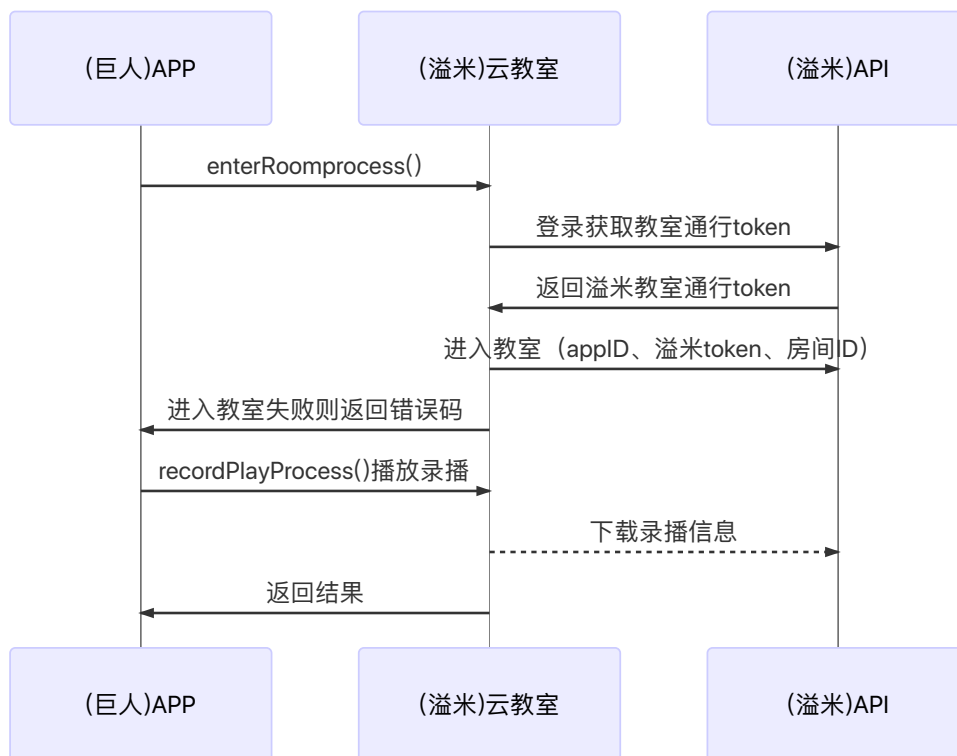 (巨人)APP
(溢米)云教室
(溢米)API
enterRoomprocess()
登录获取教室通行token
返回溢米教室通行token
进入教室（appID、溢米token、房间ID）
进入教室失败则返回错误码
recordPlayProcess()播放录播
下载录播信息
返回结果
(巨人)APP
(溢米)云教室
(溢米)API